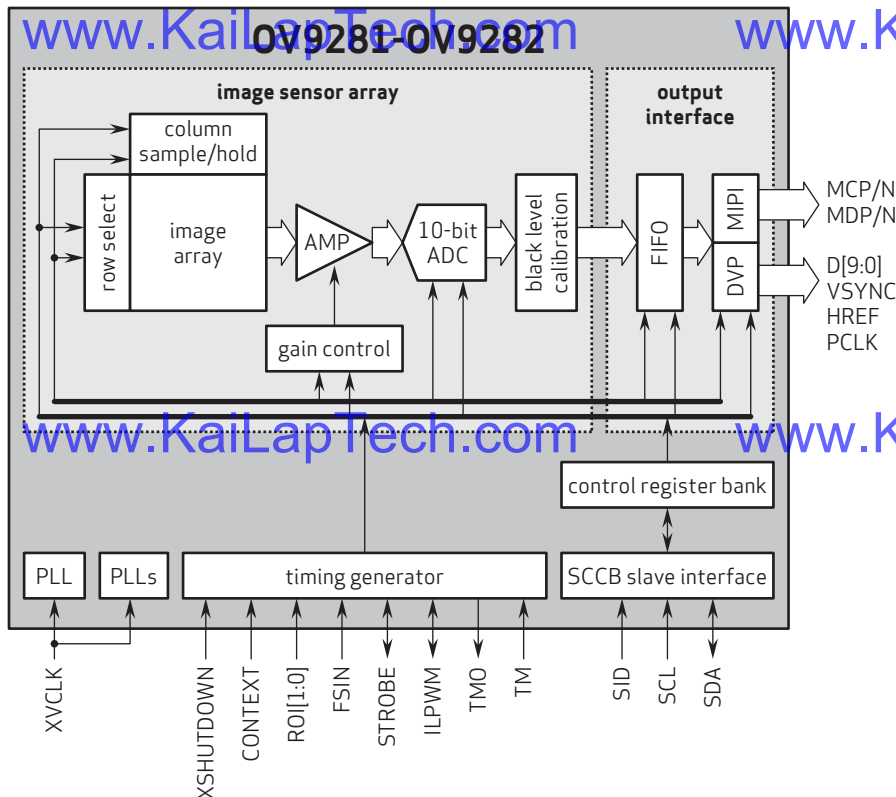 www.KaiLapTech.com
www.K
OV9281-OV9282
image sensor array
output
interface
column
sample/hold
row select
image
array
AMP
10-bit
ADC
black level
calibration
FIFO
MIPI
DVP
MCP/N
MDP/N
D[9:0]
VSYNC
HREF
PCLK
gain control
www.KaiLapTech.com
www.K
control register bank
PLL
PLLs
timing generator
SCCB slave interface
XVCLK
XSHUTDOWN
CONTEXT
ROI[1:0]
FSIN
STROBE
ILPWM
TMO
TM
SID
SCL
SDA